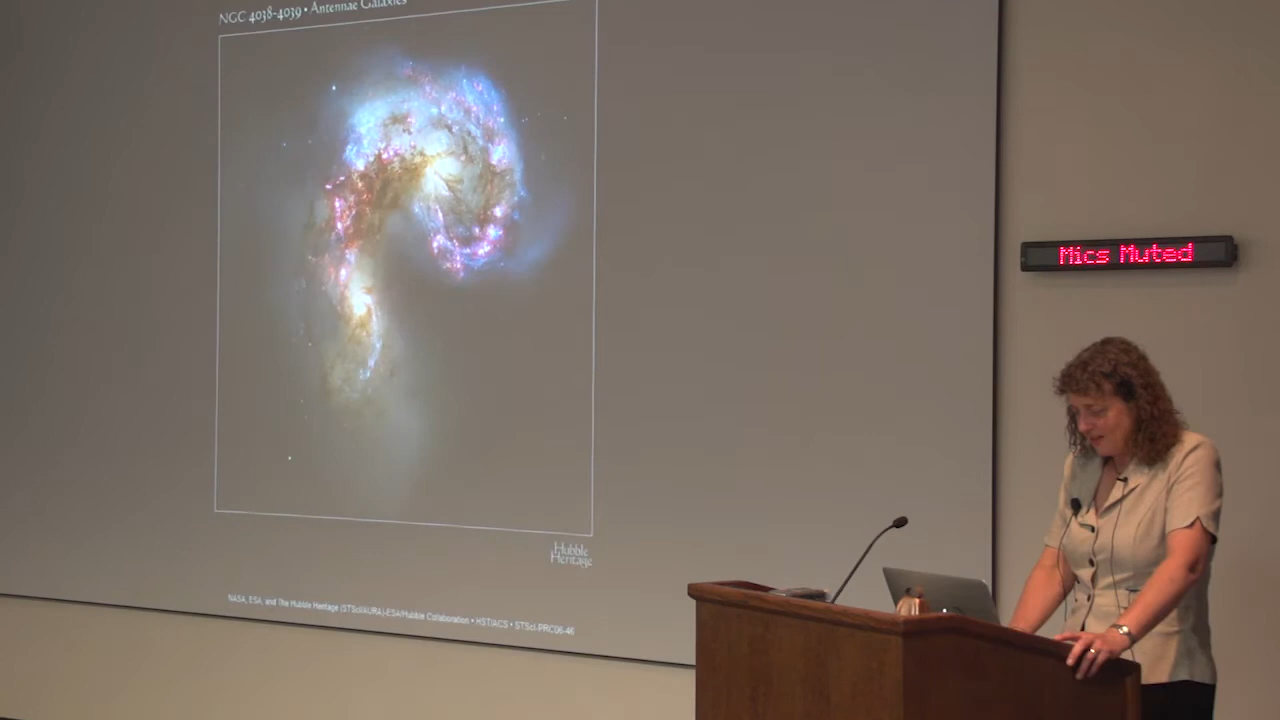 NGC 4038-4039 • Antennae Galaxies
Mics Muted
Hubble
Heritage
NASA, ESA, and The Hubble Heritage (STScI/AURA)-ESA/Hubble Collaboration • HST/ACS • STScI-PRC06-46